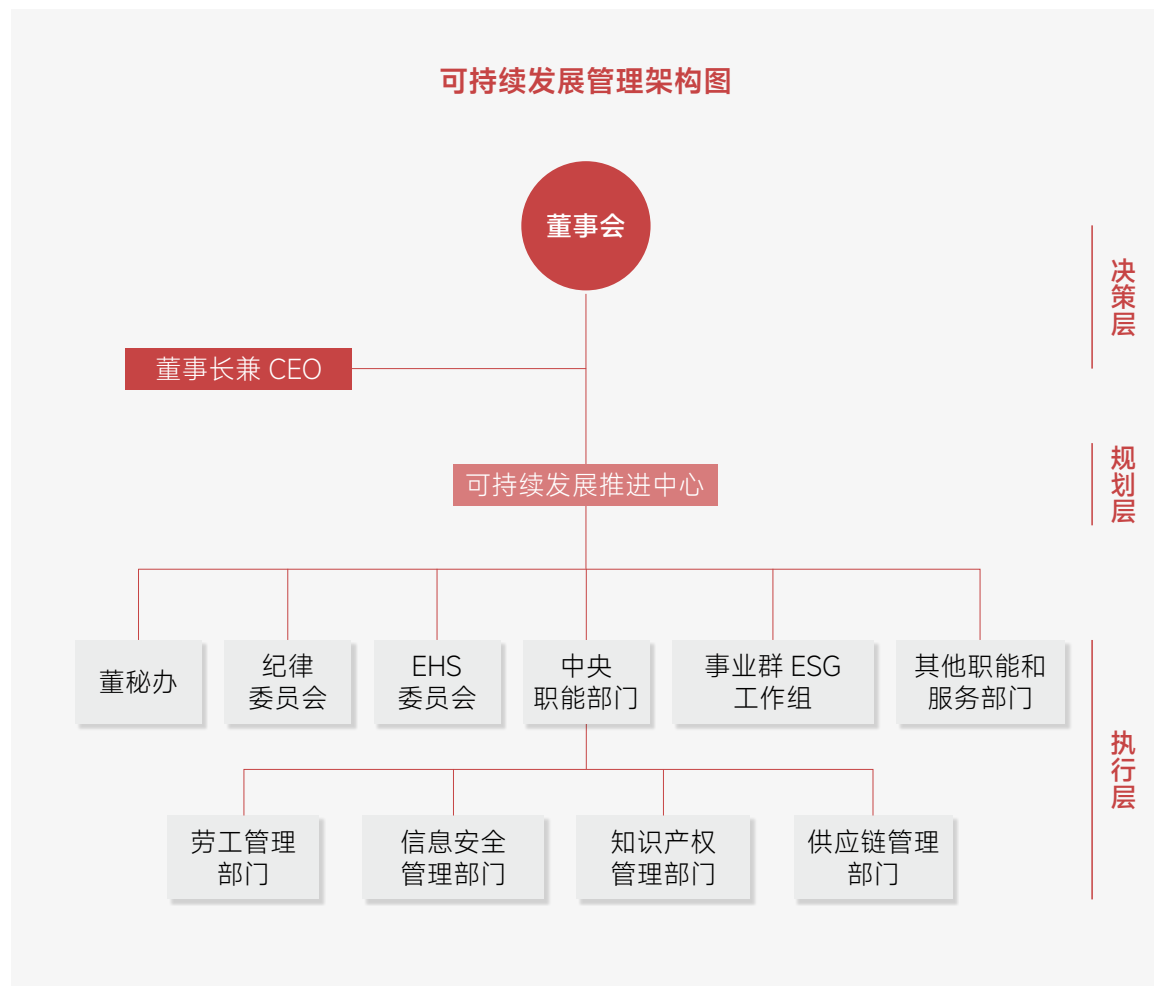 可持续发展管理架构图
董事会
决策层
董事长兼 CEO
规划层
可持续发展推进中心
董秘办
纪律
委员会
EHS
委员会
中央
职能部门
事业群 ESG
工作组
其他职能和
服务部门
执行层
劳工管理
部门
信息安全
管理部门
知识产权
管理部门
供应链管理
部门